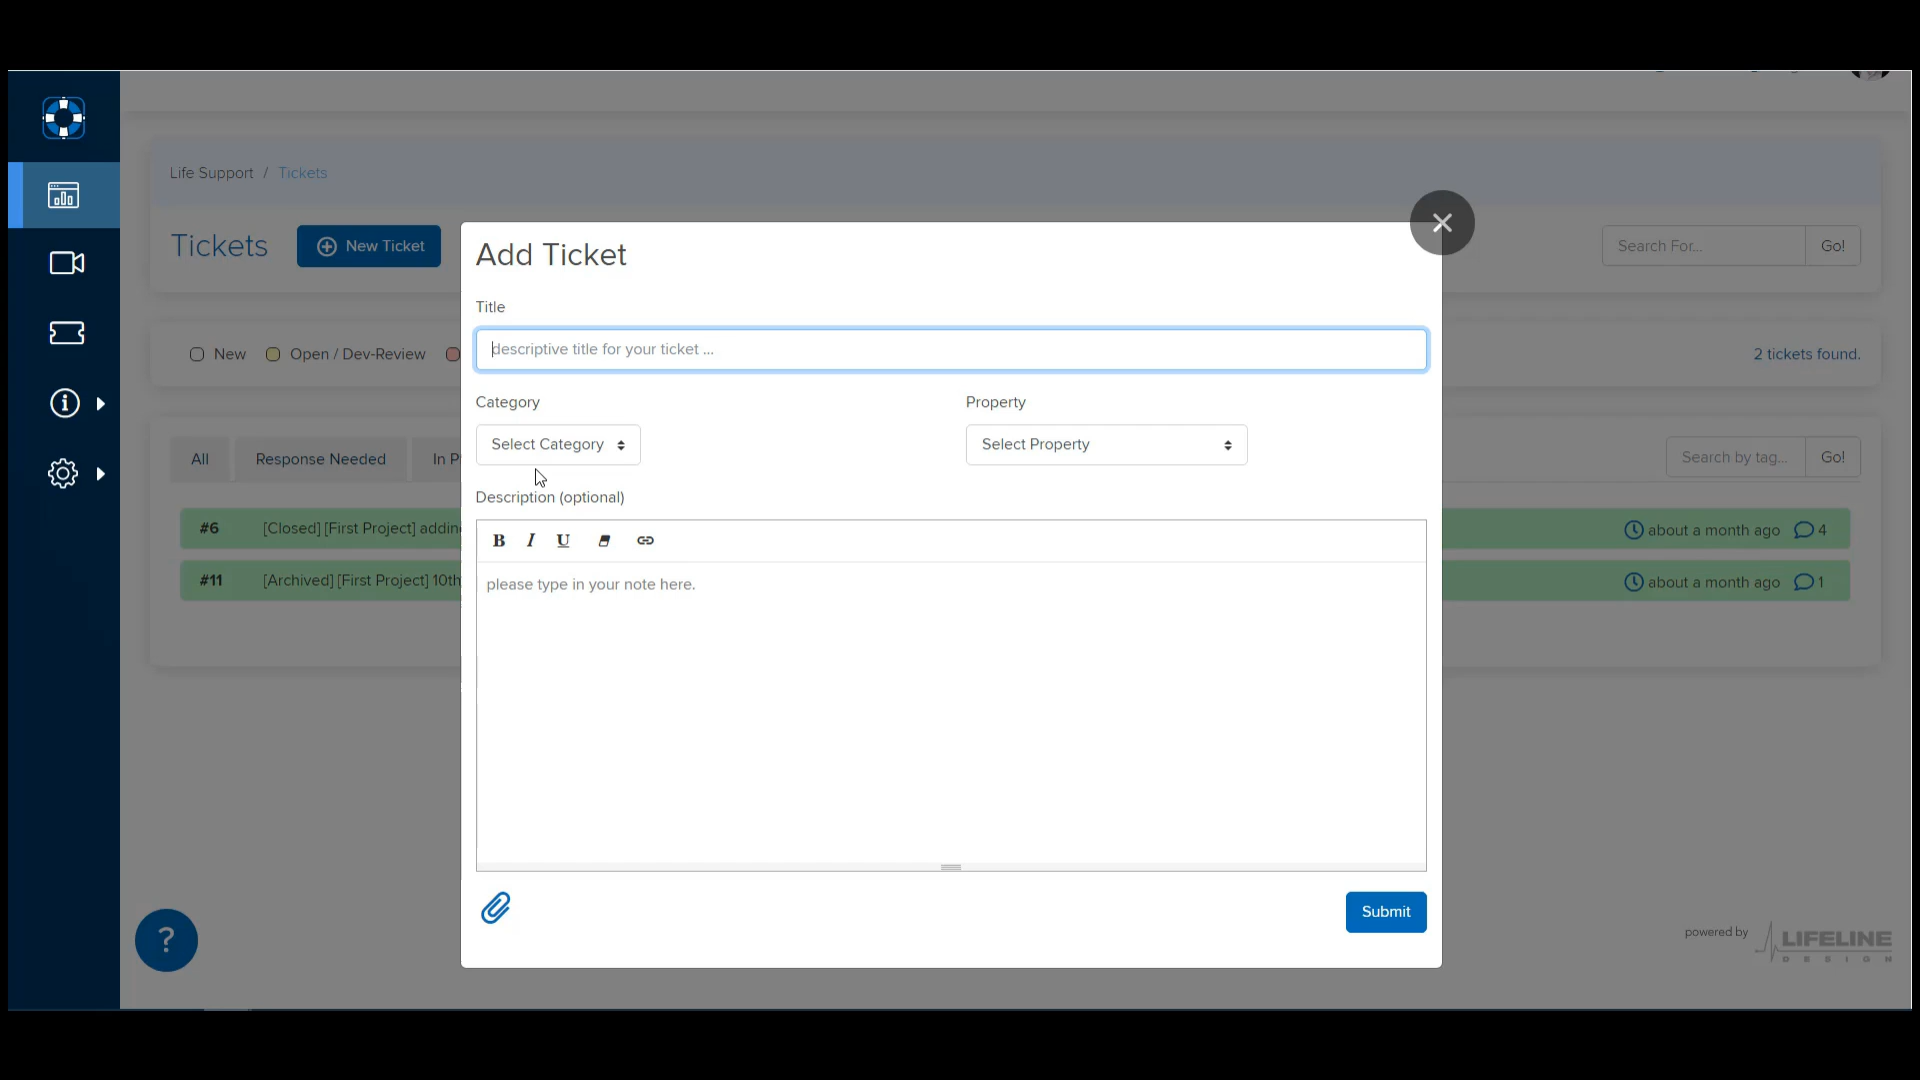 Life Support / Tickets
Tickets
New Ticket
Search For...
Go!
New
Open / Dev-Review
2 tickets found.
All
Response Needed
In P
Search by tag...
Go!
#6
[Closed] [First Project] addin
about a month ago
4
#11
[Archived] [First Project] 10th
about a month ago
1
Add Ticket
Title
descriptive title for your ticket ...
Category
Property
Select Category
Select Property
Description (optional)
B I U
please type in your note here.
Submit
?
powered by
LIFELINE
DESIGN